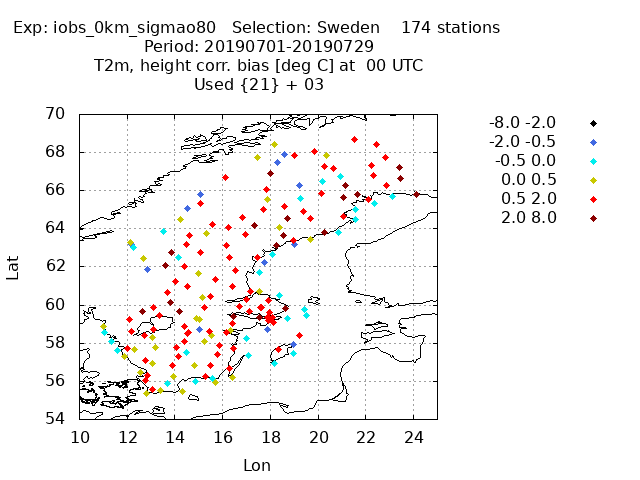 Exp: iobs_0km_sigmao80   Selection: Sweden    174 stations
Period: 20190701-20190729
T2m, height corr. bias [deg C] at  00 UTC
Used {21} + 03
-8.0 -2.0
-2.0 -0.5
-0.5 0.0
0.0 0.5
0.5 2.0
2.0 8.0
70
68
66
64
62
60
58
56
54
Lat
10 12 14 16 18 20 22 24
Lon